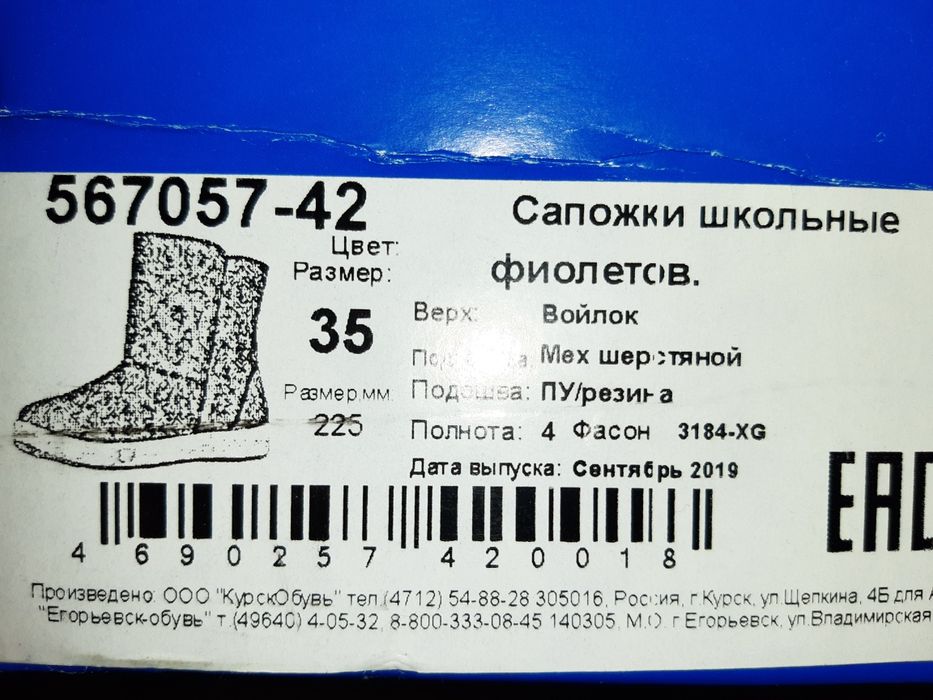 567057-42
Сапожки школьные
Цвет:
фиолетов.
Размер:
35
Верх: Войлок
Мех шерстяной
Размер мм:
225
Подошва: ПУ/резина
Полнота: 4 Фасон 3184-XG
Дата выпуска: Сентябрь 2019
4 690257 420018
EAC
Произведено: ООО "КурскОбувь" тел.(4712) 54-88-28 305016, Россия, г.Курск, ул.Щепкина, 4Б для
"Егорьевск-обувь" т.(49640) 4-05-32, 8-800-333-08-45 140305, М.О. г Егорьевск, ул.Владимирская